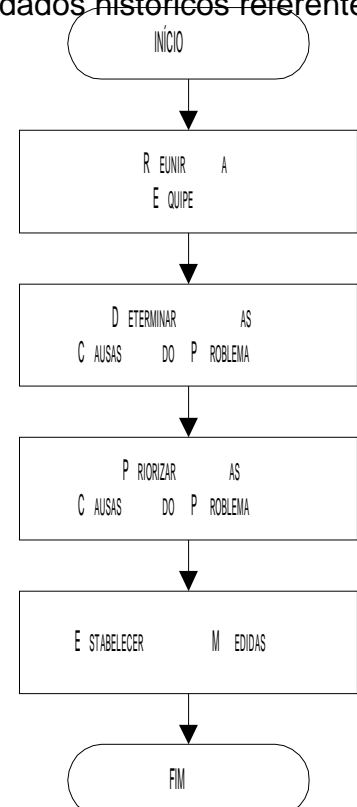 dados históricos referente
INÍCIO
REUNIR A
EQUIPE
DETERMINAR AS
CAUSAS DO PROBLEMA
PRIORIZAR AS
CAUSAS DO PROBLEMA
ESTABELECER MEDIDAS
FIM